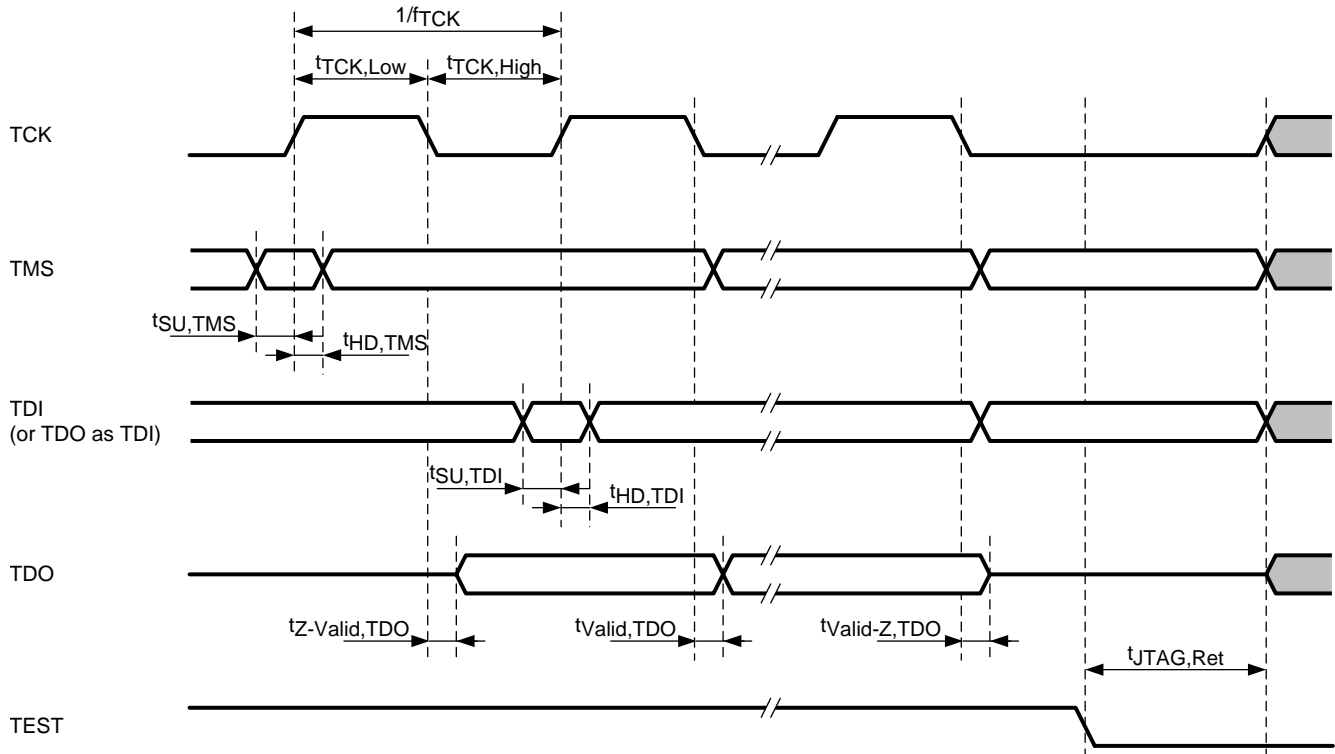 1/fTCK
tTCK,Low
tTCK,High
TCK
TMS
tSU,TMS
tHD,TMS
TDI
(or TDO as TDI)
tSU,TDI
tHD,TDI
TDO
tZ-Valid,TDO
tValid,TDO
tValid-Z,TDO
tJTAG,Ret
TEST